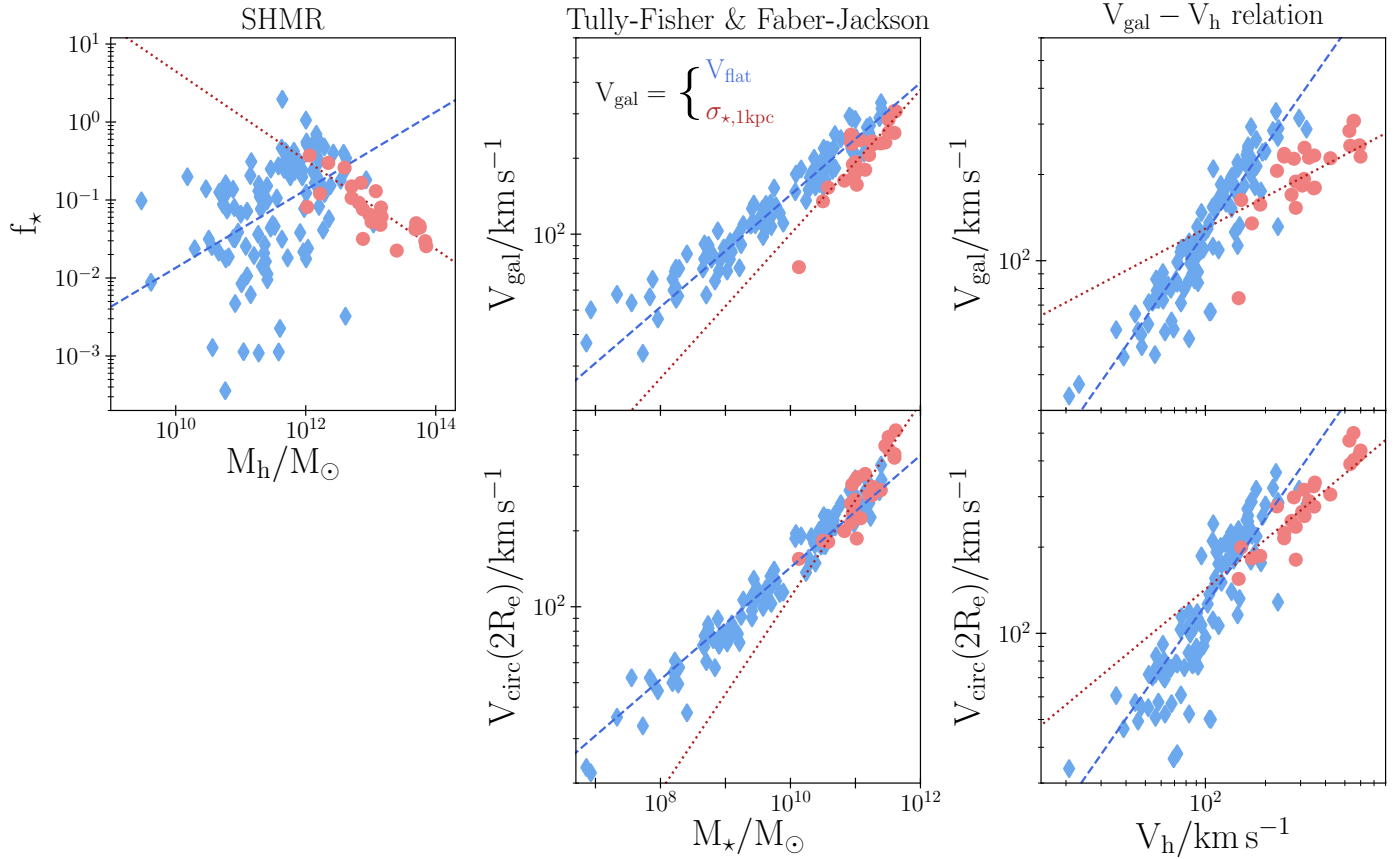 SHMR
Tully-Fisher & Faber-Jackson
V_gal − V_h relation
10^1
10^0
10^−1
10^−2
10^−3
f_⋆
10^10
10^12
10^14
M_h/M_⊙
V_gal = {
V_flat
σ_⋆,1kpc
V_gal/km s^−1
10^2
V_gal/km s^−1
10^2
V_circ(2R_e)/km s^−1
10^2
10^8
10^10
10^12
M_⋆/M_⊙
V_circ(2R_e)/km s^−1
10^2
10^2
V_h/km s^−1